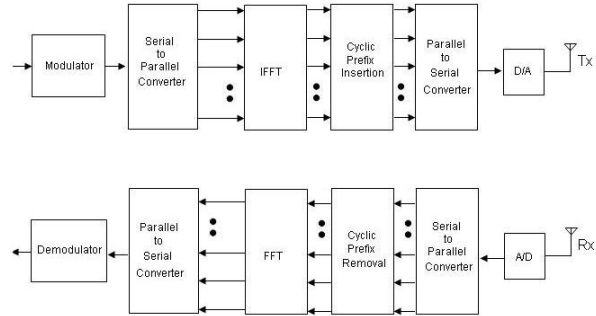 Modulator
Serial
to
Parallel
Converter
IFFT
Cyclic
Prefix
Insertion
Parallel
to
Serial
Converter
D/A
Tx
Demodulator
Parallel
to
Serial
Converter
FFT
Cyclic
Prefix
Removal
Serial
to
Parallel
Converter
A/D
Rx